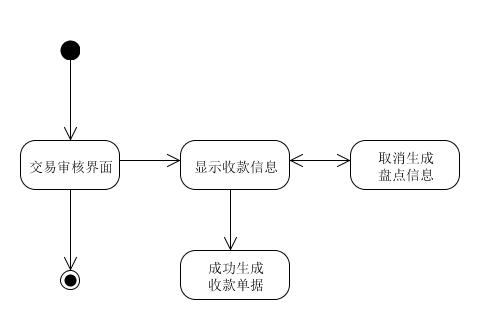 交易审核界面
显示收款信息
取消生成
盘点信息
成功生成
收款单据